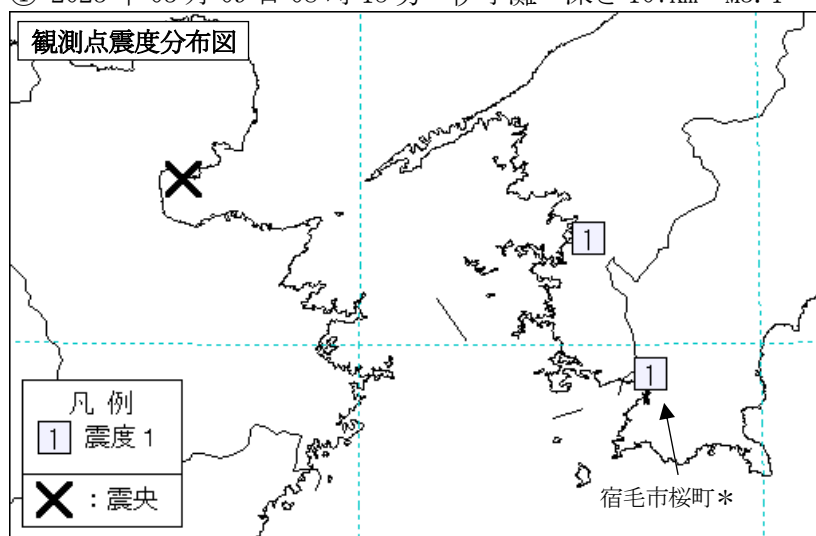 観測点震度分布図
1
1
凡 例
1 震度 1
✕ ：震央
宿毛市桜町＊